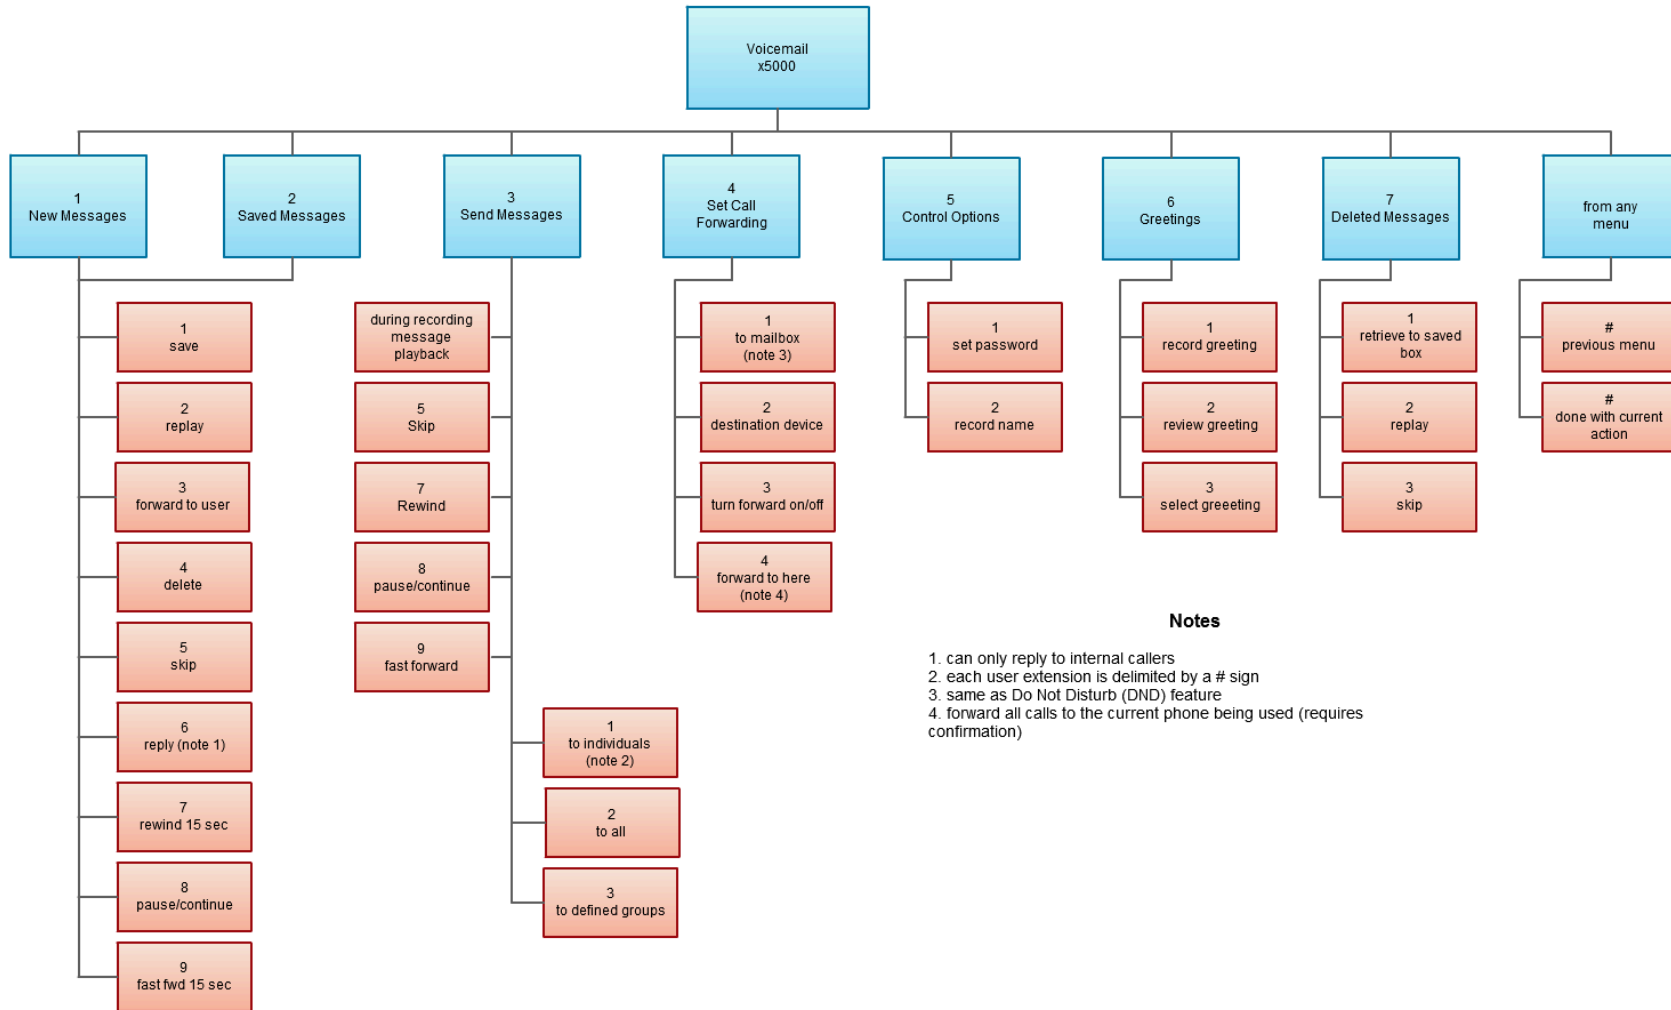 Voicemail
x5000
1
New Messages
2
Saved Messages
3
Send Messages
4
Set Call
Forwarding
5
Control Options
6
Greetings
7
Deleted Messages
from any
menu
1
save
2
replay
3
forward to user
4
delete
5
skip
6
reply (note 1)
7
rewind 15 sec
8
pause/continue
9
fast fwd 15 sec
during recording
message
playback
5
Skip
7
Rewind
8
pause/continue
9
fast forward
1
to individuals
(note 2)
2
to all
3
to defined groups
1
to mailbox
(note 3)
2
destination device
3
turn forward on/off
4
forward to here
(note 4)
1
set password
2
record name
1
record greeting
2
review greeting
3
select greeeting
1
retrieve to saved
box
2
replay
3
skip
#
previous menu
#
done with current
action
Notes
1. can only reply to internal callers
2. each user extension is delimited by a # sign
3. same as Do Not Disturb (DND) feature
4. forward all calls to the current phone being used (requires
confirmation)